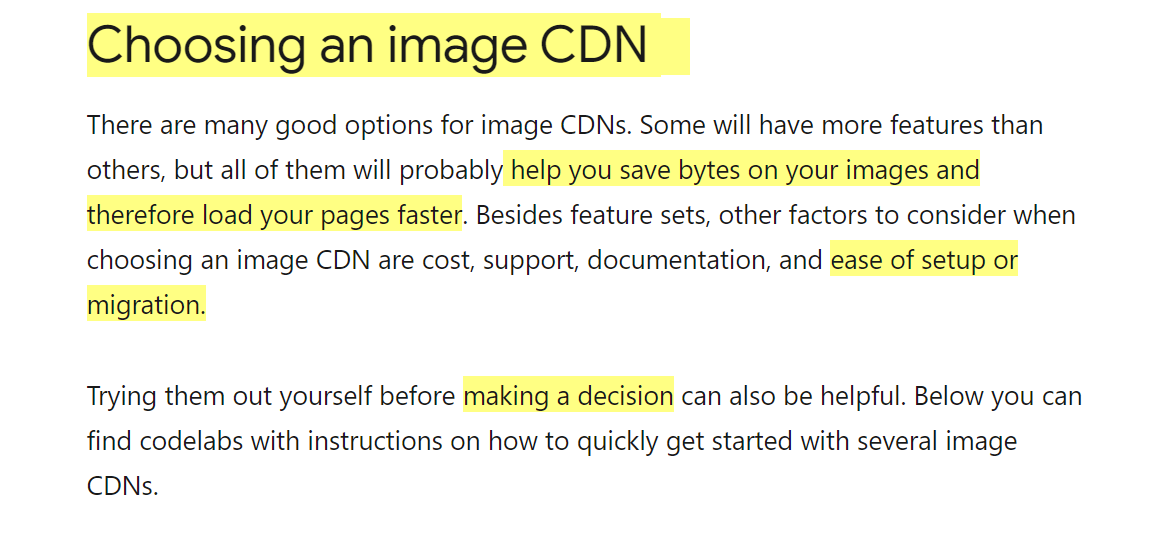 Choosing an image CDN
There are many good options for image CDNs. Some will have more features than
others, but all of them will probably help you save bytes on your images and
therefore load your pages faster. Besides feature sets, other factors to consider when
choosing an image CDN are cost, support, documentation, and ease of setup or
migration.
Trying them out yourself before making a decision can also be helpful. Below you can
find codelabs with instructions on how to quickly get started with several image
CDNs.